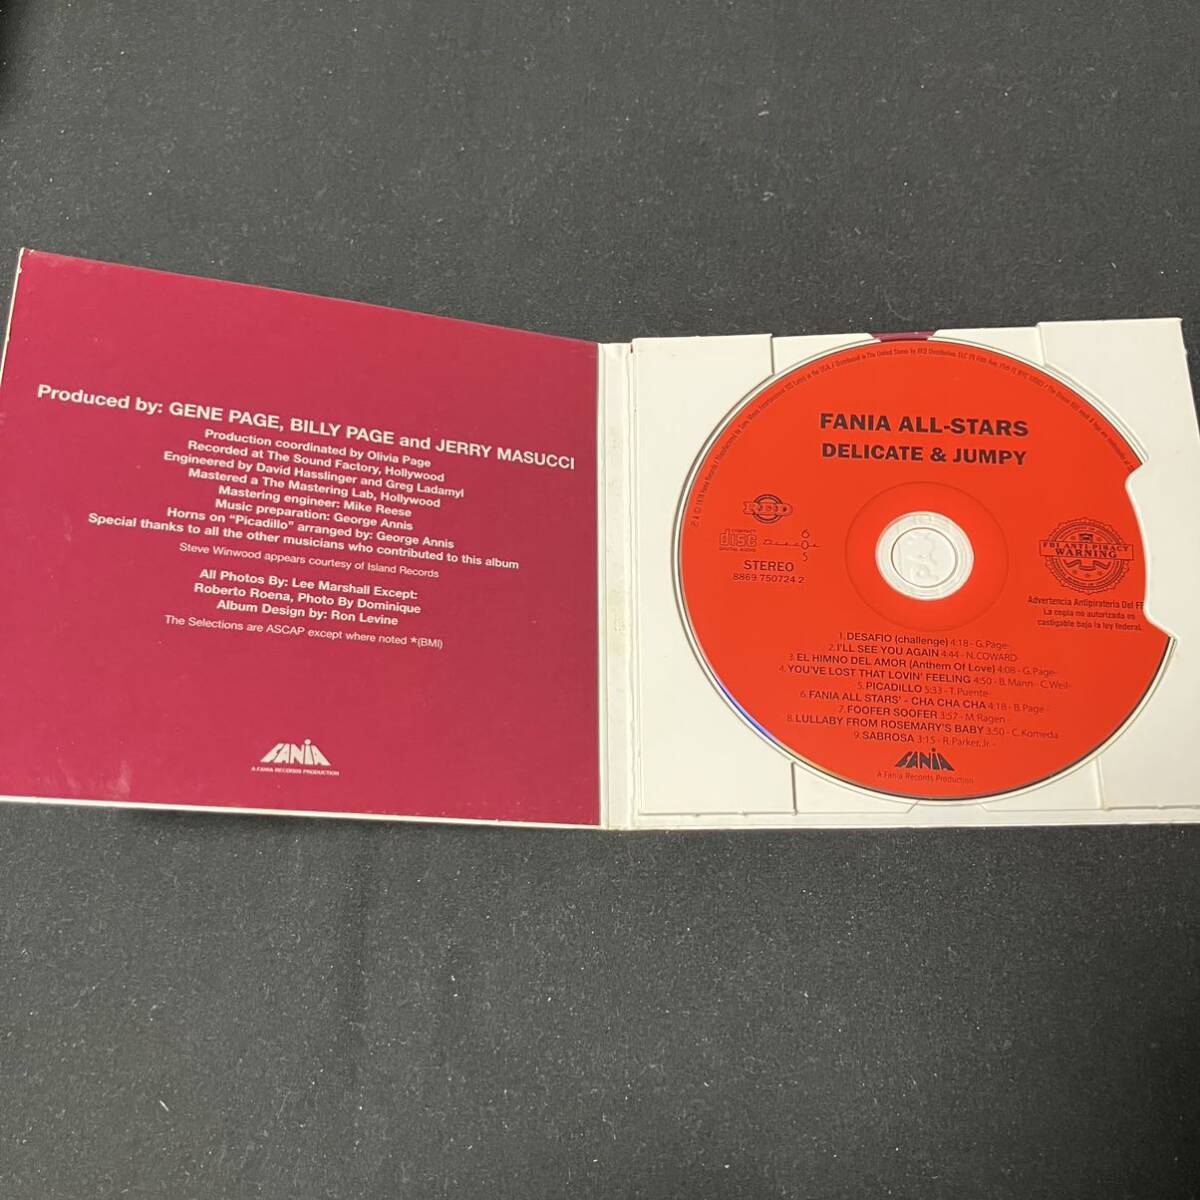 Produced by: GENE PAGE, BILLY PAGE and JERRY MASUCCI
Production coordinated by Olivia Page
Recorded at The Sound Factory, Hollywood
Engineered by David Hasslinger and Greg Ladamyl
Mastered a The Mastering Lab, Hollywood
Mastering engineer: Mike Reese
Music preparation: George Annis
Horns on "Picadillo" arranged by: George Annis
Special thanks to all the other musicians who contributed to this album
Steve Winwood appears courtesy of Island Records
All Photos By: Lee Marshall Except:
Roberto Roena, Photo By Dominique
Album Design by: Ron Levine
The Selections are ASCAP except where noted ★(BMI)
FANIA
A FANIA RECORDS PRODUCTION
FANIA ALL-STARS
DELICATE & JUMPY
RED
COMPACT
disc
DIGITAL AUDIO
STEREO
8869 750724 2
6
0
5
FBI ANTI-PIRACY
WARNING
Advertencia Antipirateria Del
La copia no autorizada es
castigable bajo la ley federal.
1. DESAFIO (challenge) 4:18 - G. Page-
2. I'LL SEE YOU AGAIN 4:44 - N. COWARD-
3. EL HIMNO DEL AMOR (Anthem Of Love) 4:08 - G. Page-
4. YOU'VE LOST THAT LOVIN' FEELING 4:50 - B. Mann - C. Weil-
5. PICADILLO 5:33 - T. Puente-
6. FANIA ALL STARS' - CHA CHA CHA 4:18 - B. Page -
7. FOOFER SOOFER 3:57 - M. Ragen -
8. LULLABY FROM ROSEMARY'S BABY 3:50 - C. Komeda
9. SABROSA 3:15 - R. Parker, Jr. -
FANIA
A Fania Records Production